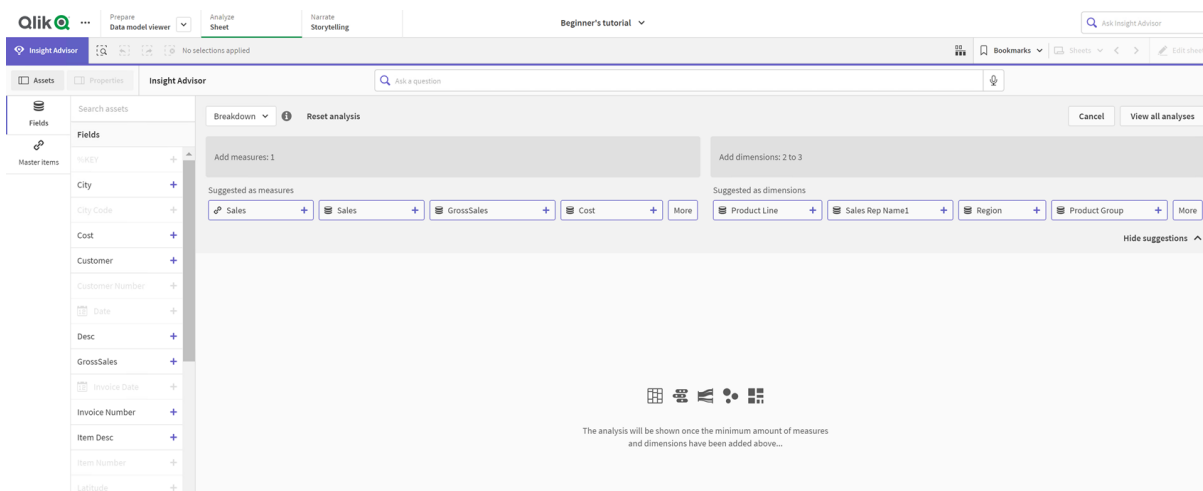 Qlik
Prepare
Data model viewer
Analyze
Sheet
Narrate
Storytelling
Beginner's tutorial
Ask Insight Advisor
Insight Advisor
No selections applied
Bookmarks
Sheets
Edit sheet
Assets
Properties
Insight Advisor
Ask a question
Fields
Master items
Search assets
Fields
%KEY
City
City Code
Cost
Customer
Customer Number
Date
Desc
GrossSales
Invoice Date
Invoice Number
Item Desc
Item Number
Latitude
Breakdown
Reset analysis
Cancel
View all analyses
Add measures: 1
Add dimensions: 2 to 3
Suggested as measures
Sales
Sales
GrossSales
Cost
More
Suggested as dimensions
Product Line
Sales Rep Name1
Region
Product Group
More
Hide suggestions
The analysis will be shown once the minimum amount of measures
and dimensions have been added above...